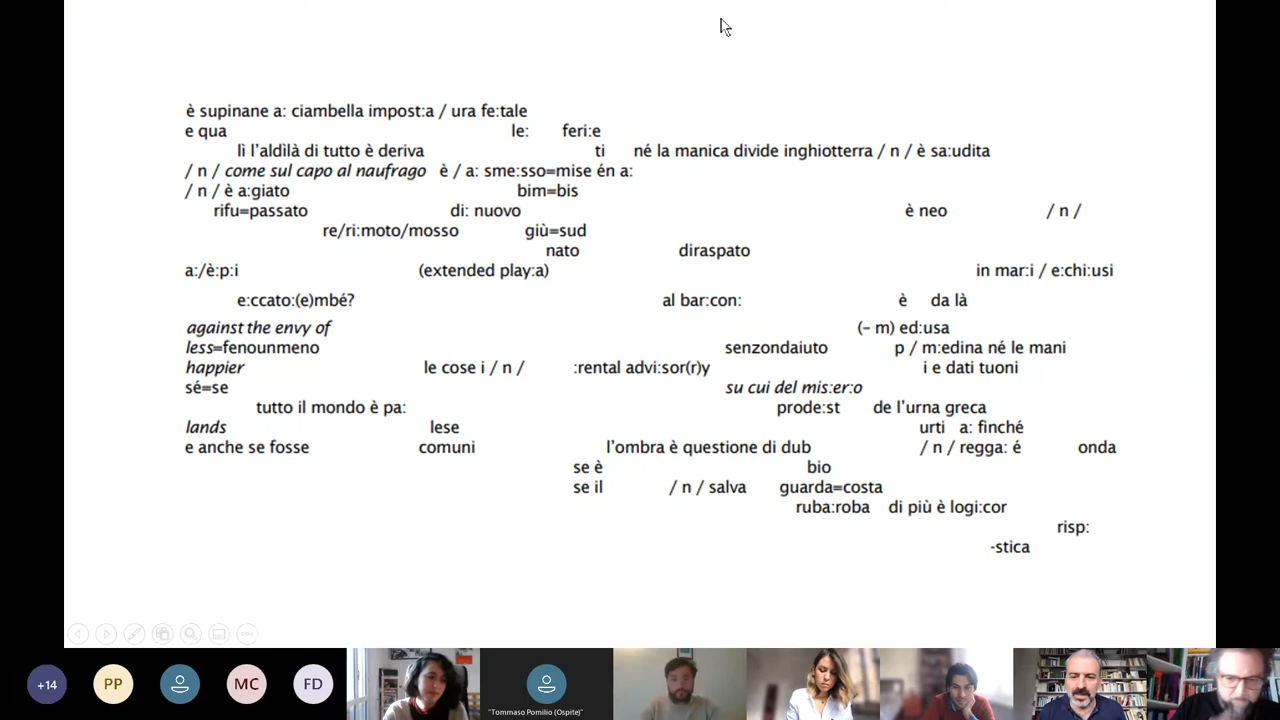 è supinane a: ciambella impost:a / ura fe:tale
e qua le: feri:e
lì l'aldìlà di tutto è deriva ti né la manica divide inghiotterra / n / è sa:udita
/ n / come sul capo al naufrago è / a: sme:sso=mise én a:
/ n / è a:giato bim=bis
rifu=passato di: nuovo è neo / n /
re/ri:moto/mosso giù=sud
nato diraspato
a:/è:p:i (extended play:a) in mar:i / e:chi:usi
e:ccato:(e)mbé? al bar:con: è da là
against the envy of (– m) ed:usa
less=fenounmeno senzondaiuto p / m:edina né le mani
happier le cose i / n / :rental advi:sor(r)y i e dati tuoni
sé=se su cui del mis:er:o
tutto il mondo è pa: prode:st de l'urna greca
lands lese urti a: finché
e anche se fosse comuni l'ombra è questione di dub / n / regga: é onda
se è bio
se il / n / salva guarda=costa
ruba:roba di più è logi:cor
risp:
-stica
+14 PP MC FD
"Tommaso Pomilio (Ospite)"